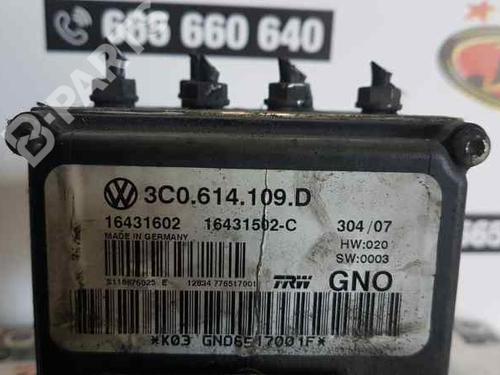 665 660 640
B-PARTS
3C0.614.109.D
16431602 16431502-C 304/07
MADE IN GERMANY
HW:020
SW:0003
TRW GNO
*K03 GND6517001F*